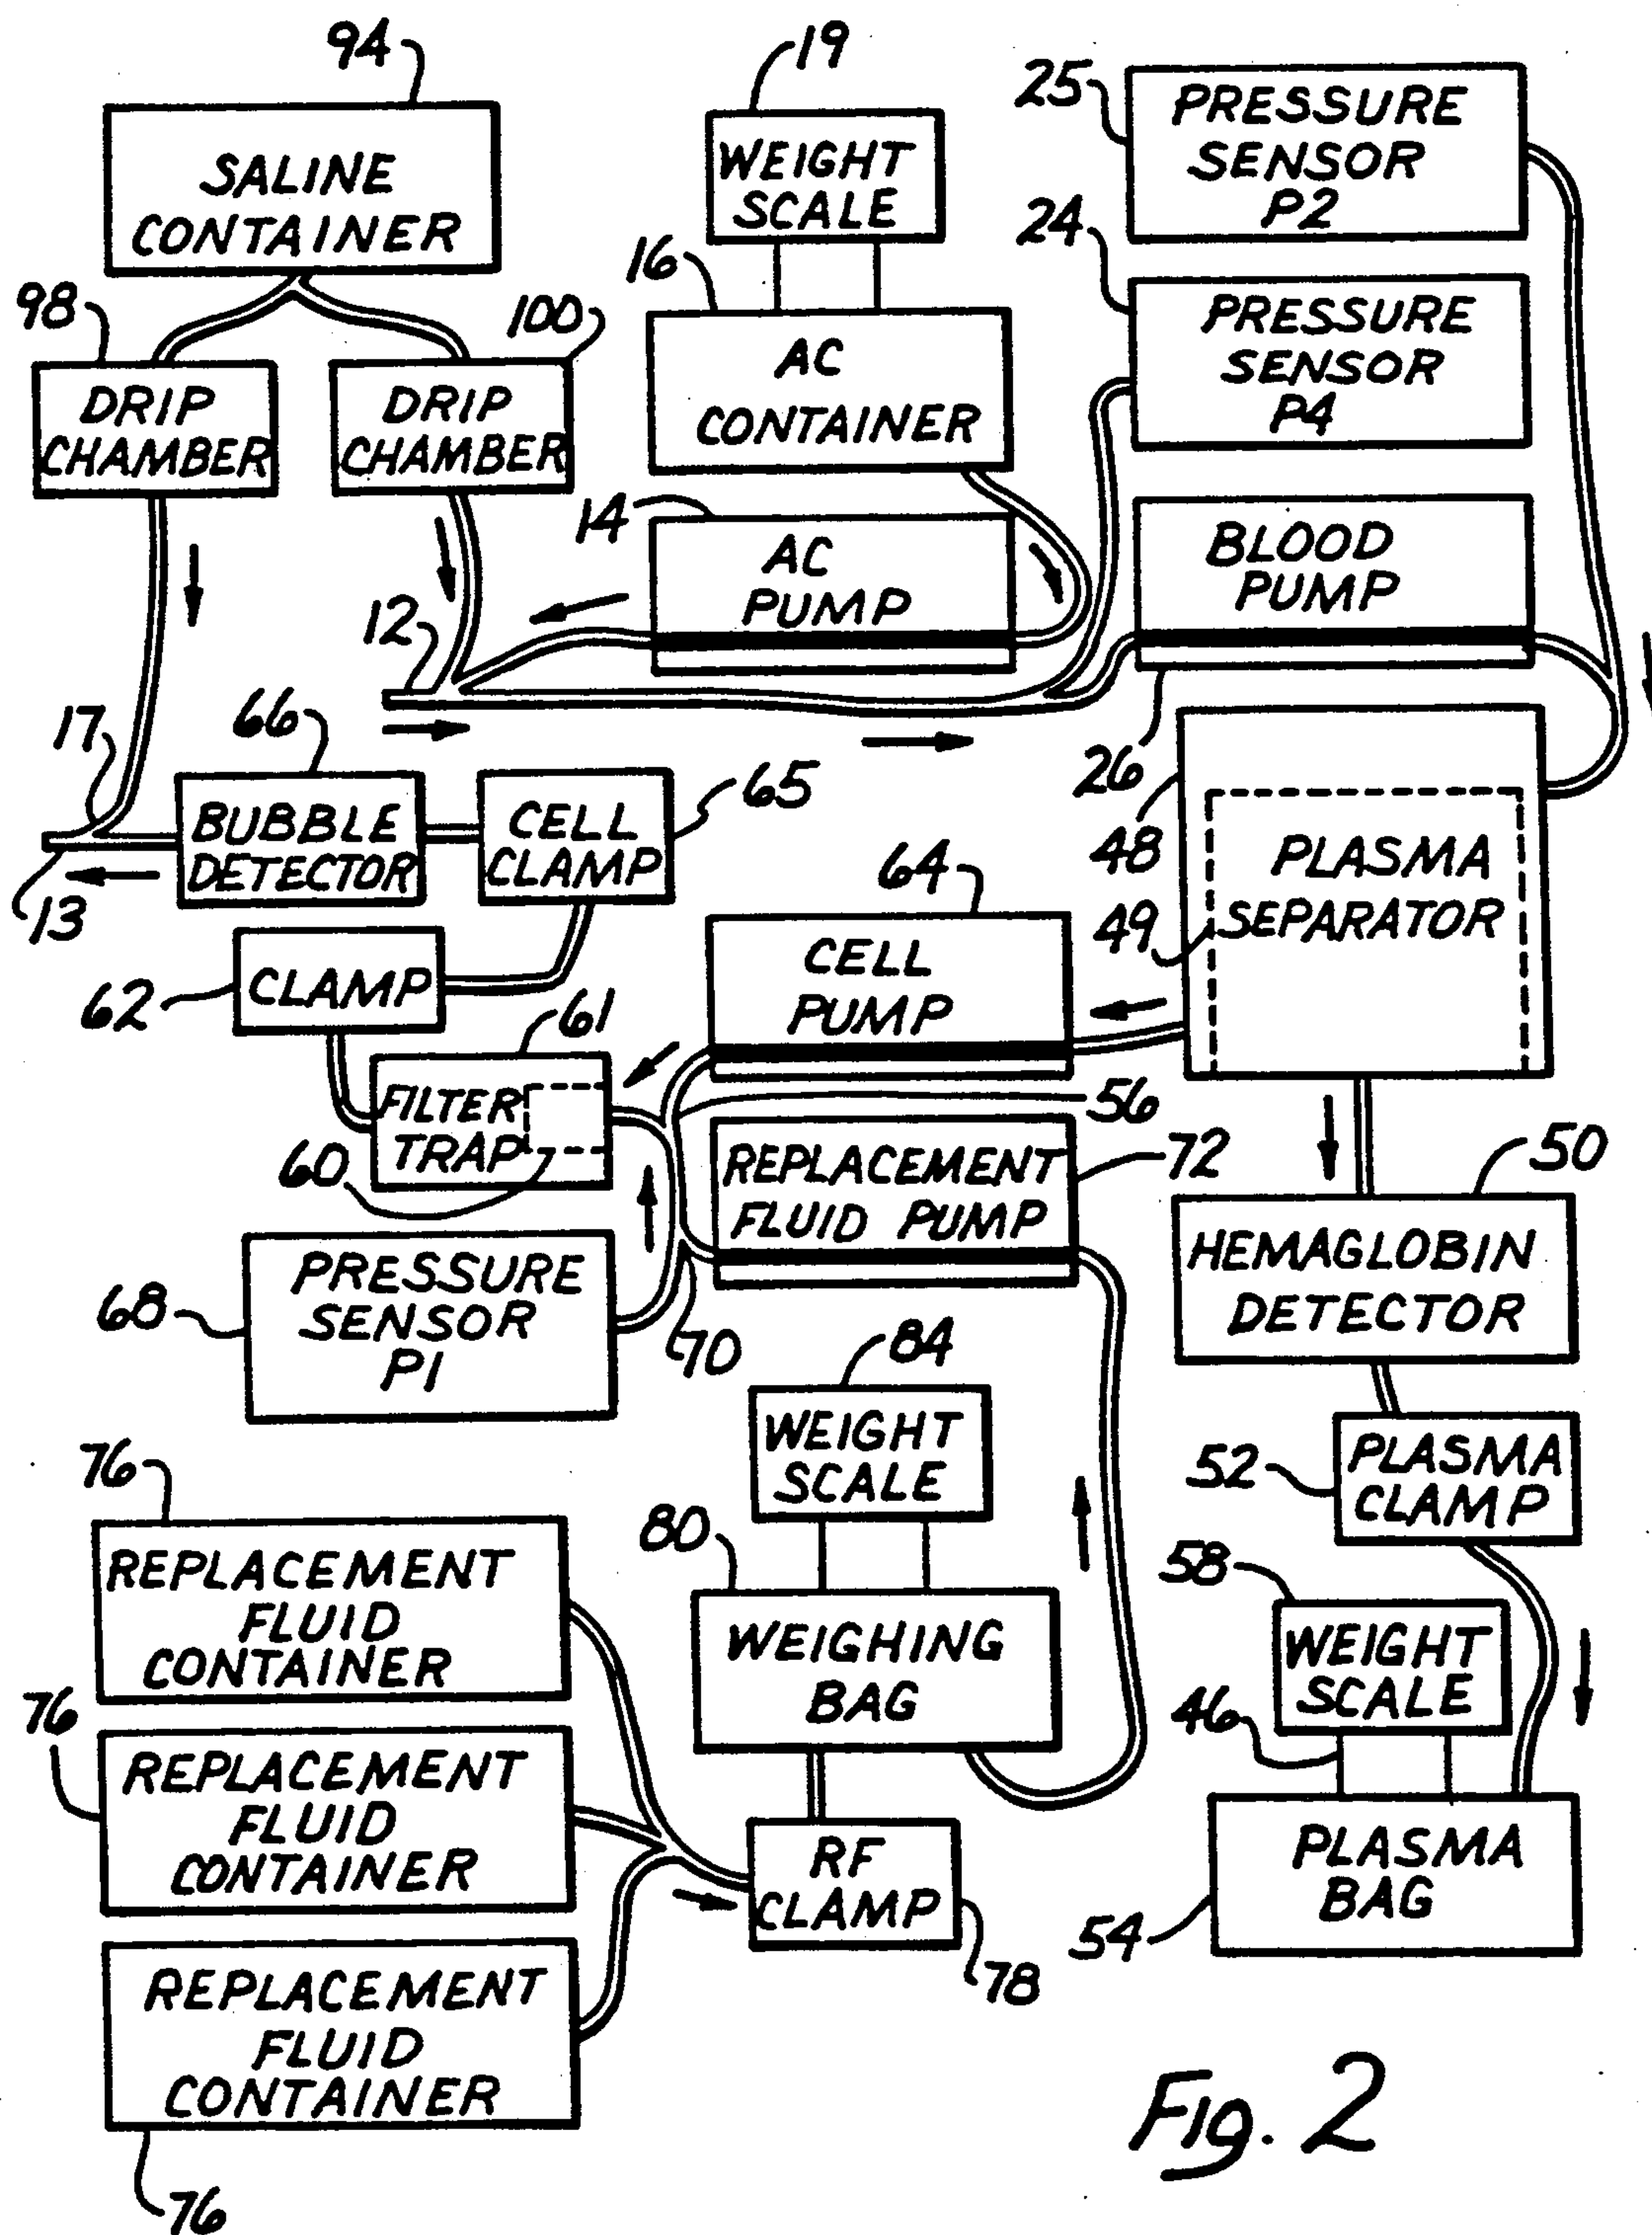 94
SALINE
CONTAINER
19
WEIGHT
SCALE
25
PRESSURE
SENSOR
P2
24
PRESSURE
SENSOR
P4
16
AC
CONTAINER
98
DRIP
CHAMBER
100
DRIP
CHAMBER
14
AC
PUMP
BLOOD
PUMP
26
12
17
13
66
BUBBLE
DETECTOR
CELL
CLAMP
65
48
49
PLASMA
SEPARATOR
64
CELL
PUMP
62
CLAMP
61
FILTER
TRAP
60
56
REPLACEMENT
FLUID PUMP
72
50
HEMAGLOBIN
DETECTOR
68
PRESSURE
SENSOR
P1
70
84
WEIGHT
SCALE
52
PLASMA
CLAMP
76
REPLACEMENT
FLUID
CONTAINER
80
WEIGHING
BAG
58
WEIGHT
SCALE
46
76
REPLACEMENT
FLUID
CONTAINER
RF
CLAMP
78
54
PLASMA
BAG
REPLACEMENT
FLUID
CONTAINER
76
Fig. 2